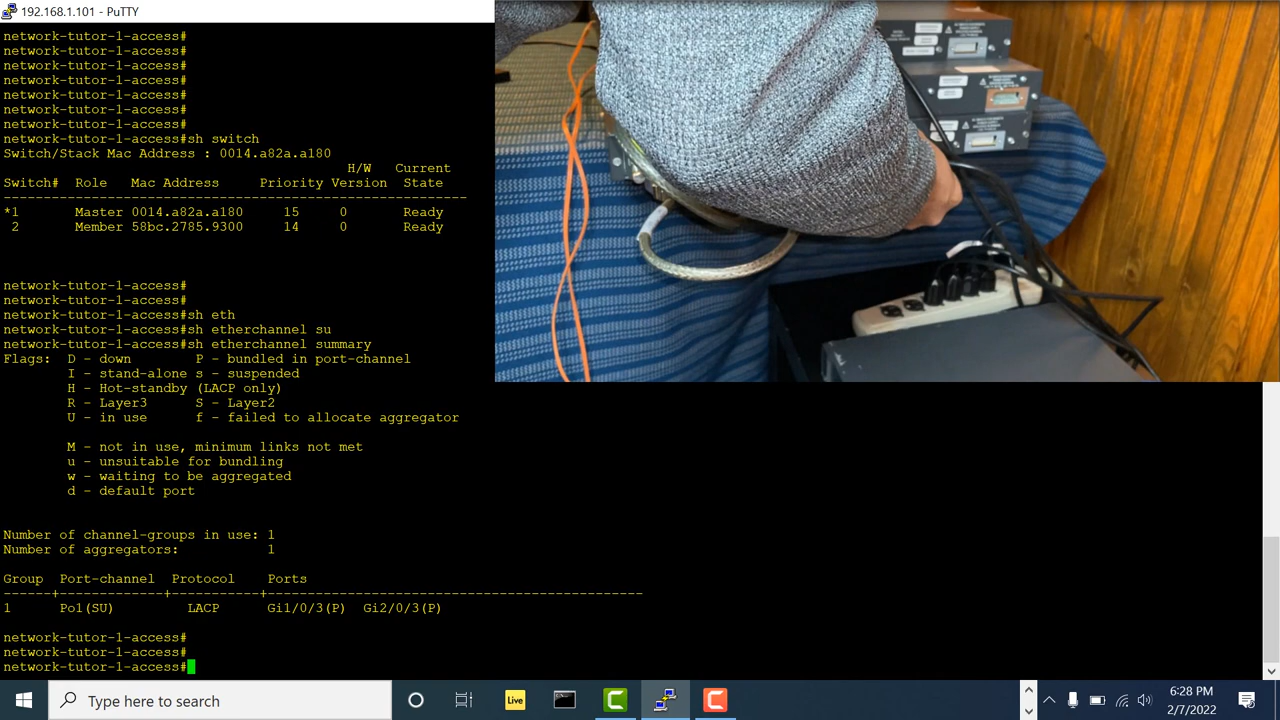 192.168.1.101 - PuTTY
network-tutor-1-access#
network-tutor-1-access#
network-tutor-1-access#
network-tutor-1-access#
network-tutor-1-access#
network-tutor-1-access#
network-tutor-1-access#
network-tutor-1-access#sh switch
Switch/Stack Mac Address : 0014.a82a.a180
H/W Current
Switch# Role Mac Address Priority Version State
--------------------------------------------------------
*1 Master 0014.a82a.a180 15 0 Ready
2 Member 58bc.2785.9300 14 0 Ready
network-tutor-1-access#
network-tutor-1-access#
network-tutor-1-access#sh eth
network-tutor-1-access#sh etherchannel su
network-tutor-1-access#sh etherchannel summary
Flags: D - down P - bundled in port-channel
I - stand-alone s - suspended
H - Hot-standby (LACP only)
R - Layer3 S - Layer2
U - in use f - failed to allocate aggregator
M - not in use, minimum links not met
u - unsuitable for bundling
w - waiting to be aggregated
d - default port
Number of channel-groups in use: 1
Number of aggregators: 1
Group Port-channel Protocol Ports
------+-------------+-----------+-----------------------------------------------
1 Po1(SU) LACP Gi1/0/3(P) Gi2/0/3(P)
network-tutor-1-access#
network-tutor-1-access#
network-tutor-1-access#
Type here to search
Live
6:28 PM
2/7/2022